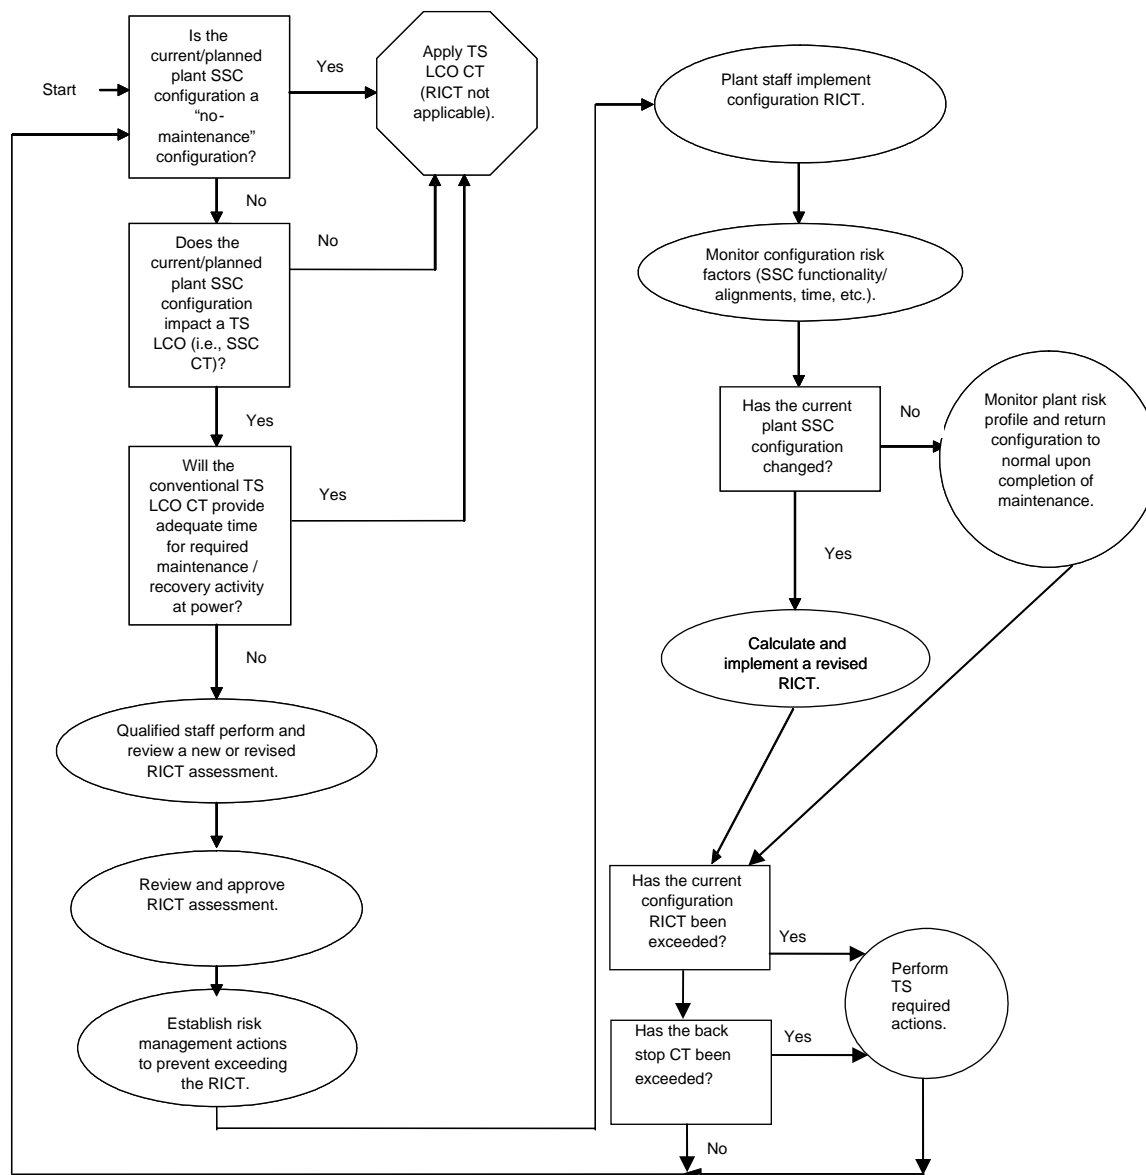 Start
Is the
current/planned
plant SSC
configuration a
“no-
maintenance”
configuration?
Yes
Apply TS
LCO CT
(RICT not
applicable).
No
Does the
current/planned
plant SSC
configuration
impact a TS
LCO (i.e., SSC
CT)?
No
Yes
Will the
conventional TS
LCO CT provide
adequate time
for required
maintenance /
recovery activity
at power?
Yes
No
Qualified staff perform and
review a new or revised
RICT assessment.
Review and approve
RICT assessment.
Establish risk
management actions
to prevent exceeding
the RICT.
Plant staff implement
configuration RICT.
Monitor configuration risk
factors (SSC functionality/
alignments, time, etc.).
Has the current
plant SSC
configuration
changed?
No
Monitor plant risk
profile and return
configuration to
normal upon
completion of
maintenance.
Yes
Calculate and
implement a revised
RICT.
Has the current
configuration
RICT been
exceeded?
Yes
Perform
TS
required
actions.
Has the back
stop CT been
exceeded?
Yes
No